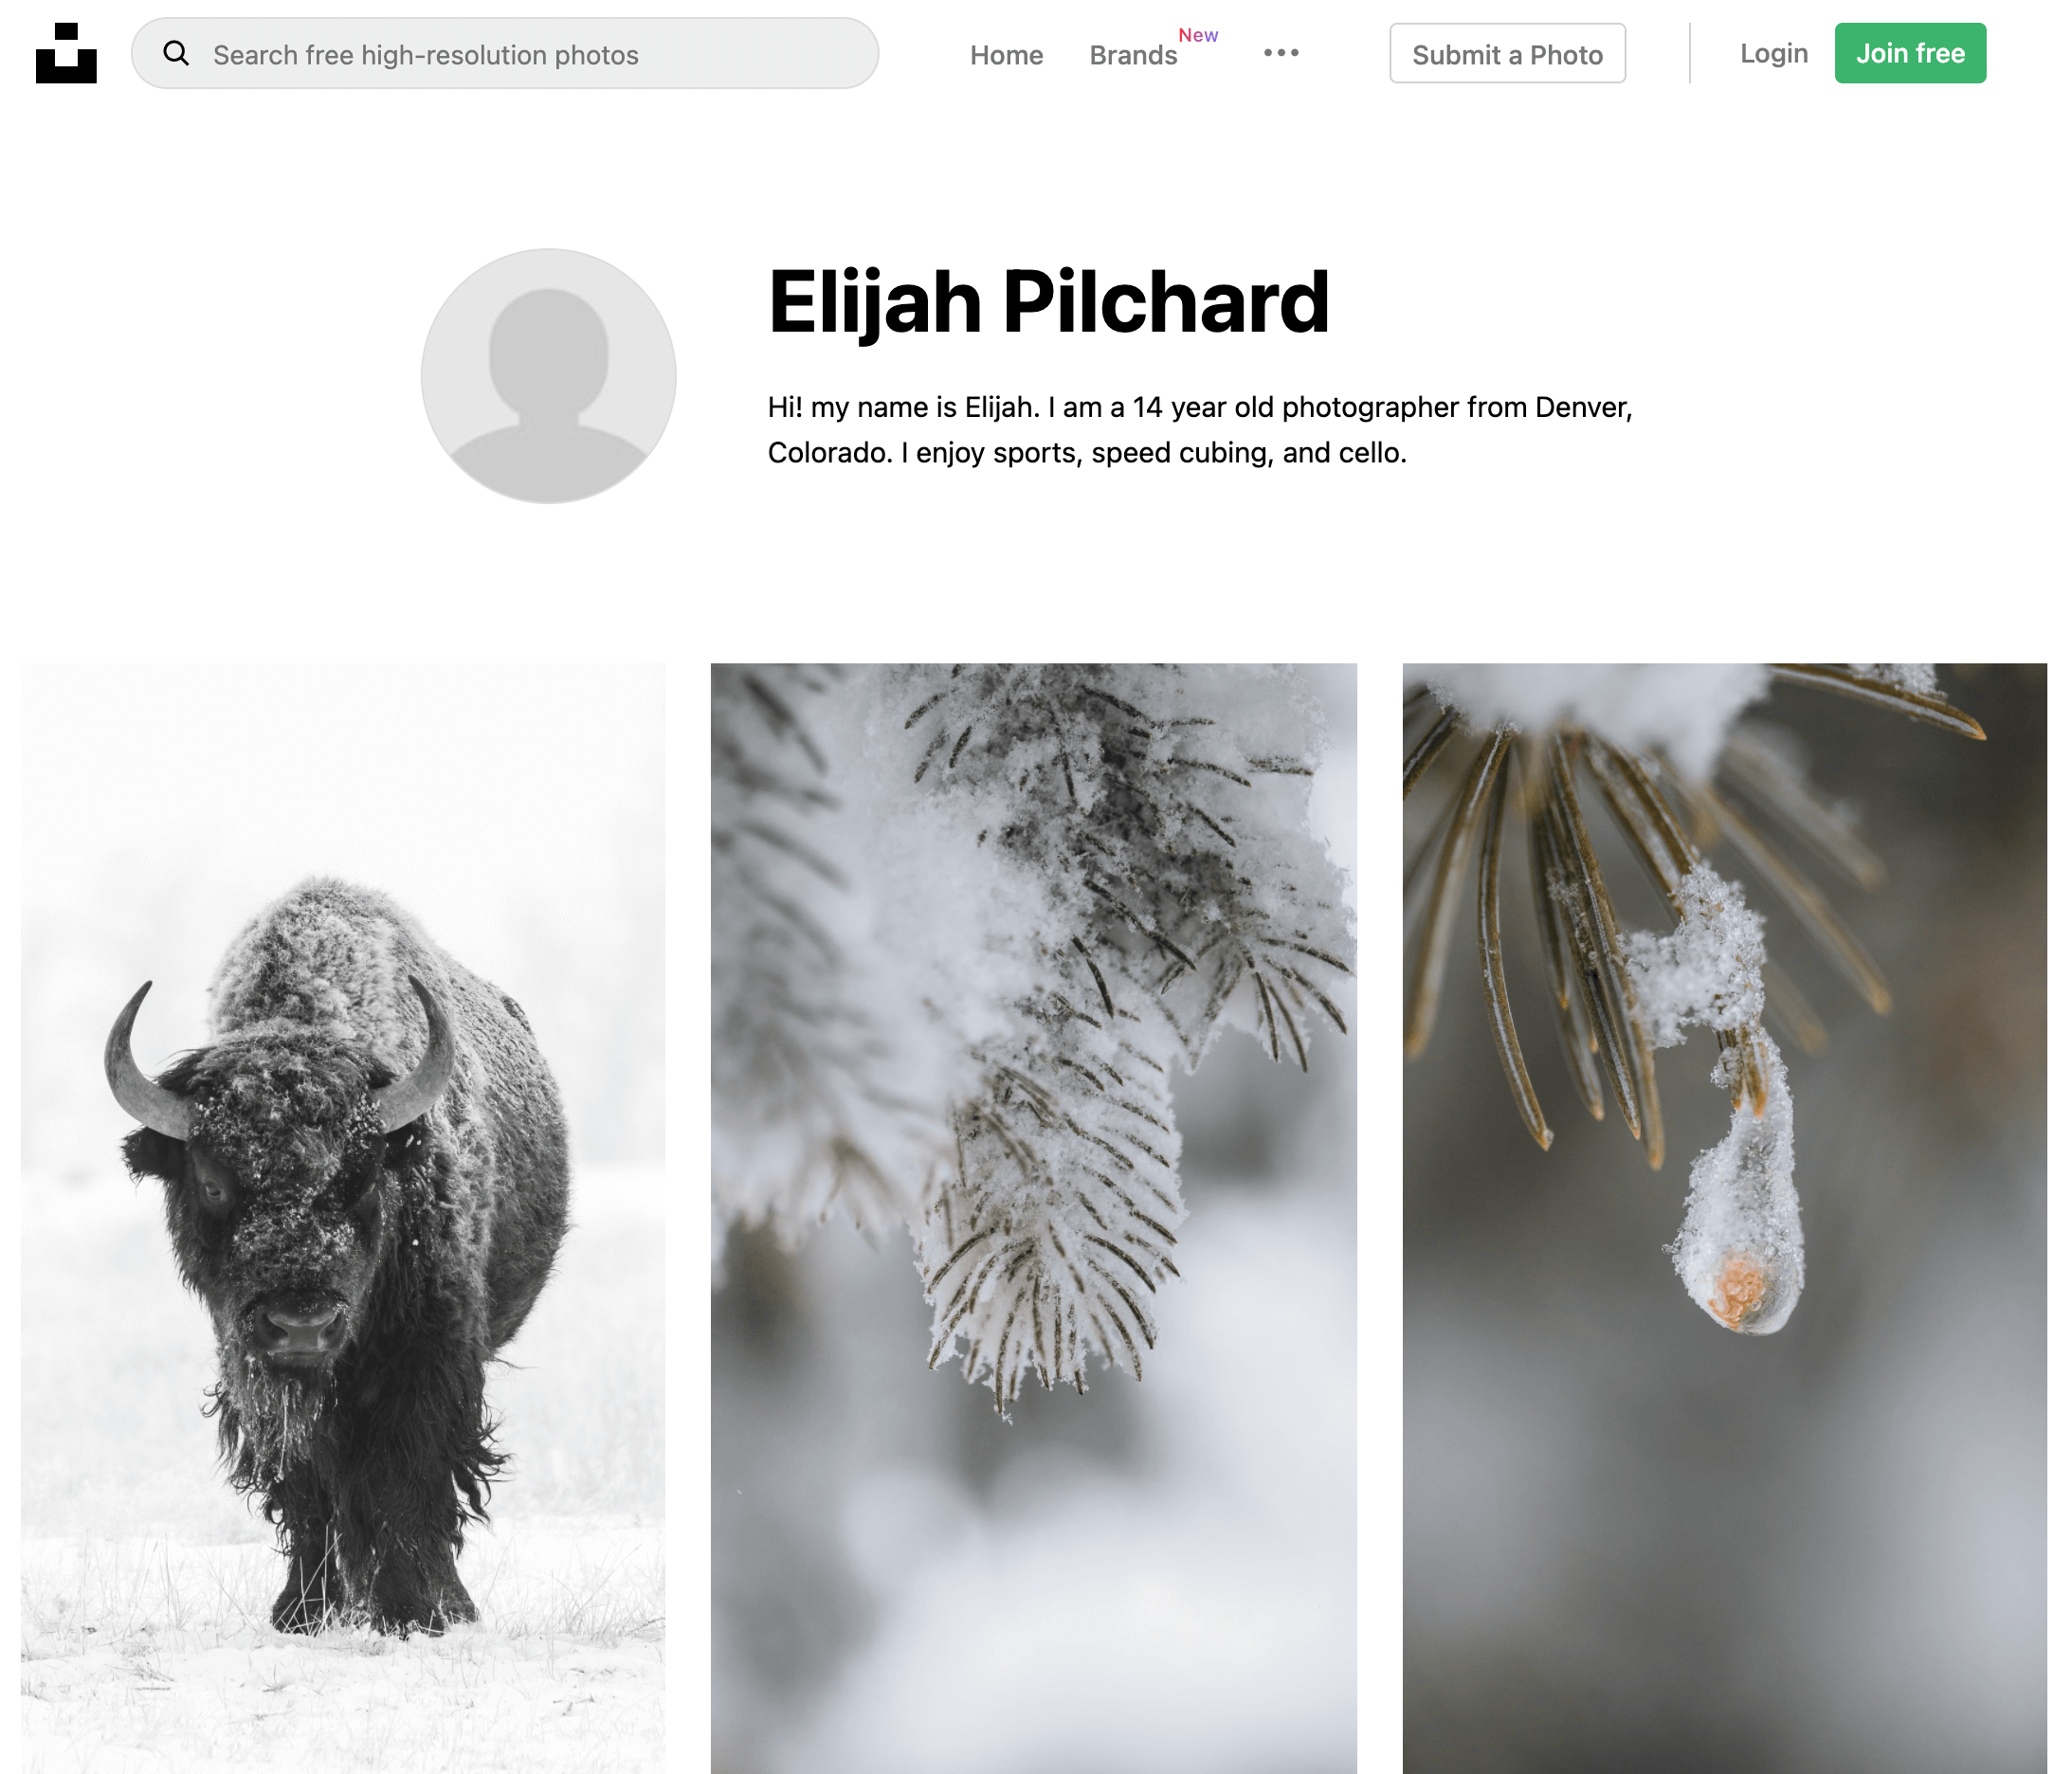 Search free high-resolution photos
Home
Brands
New
Submit a Photo
Login
Join free
Elijah Pilchard
Hi! my name is Elijah. I am a 14 year old photographer from Denver,
Colorado. I enjoy sports, speed cubing, and cello.